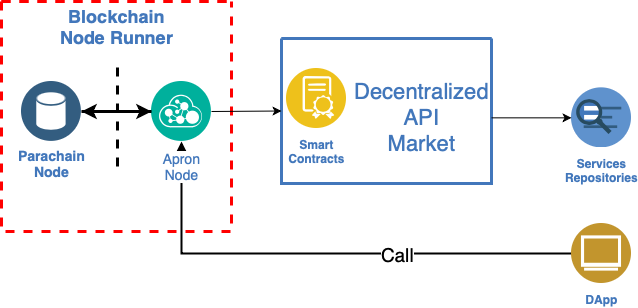 Blockchain
Node Runner
Parachain
Node
Apron
Node
Smart
Contracts
Decentralized
API
Market
Services
Repositories
Call
DApp